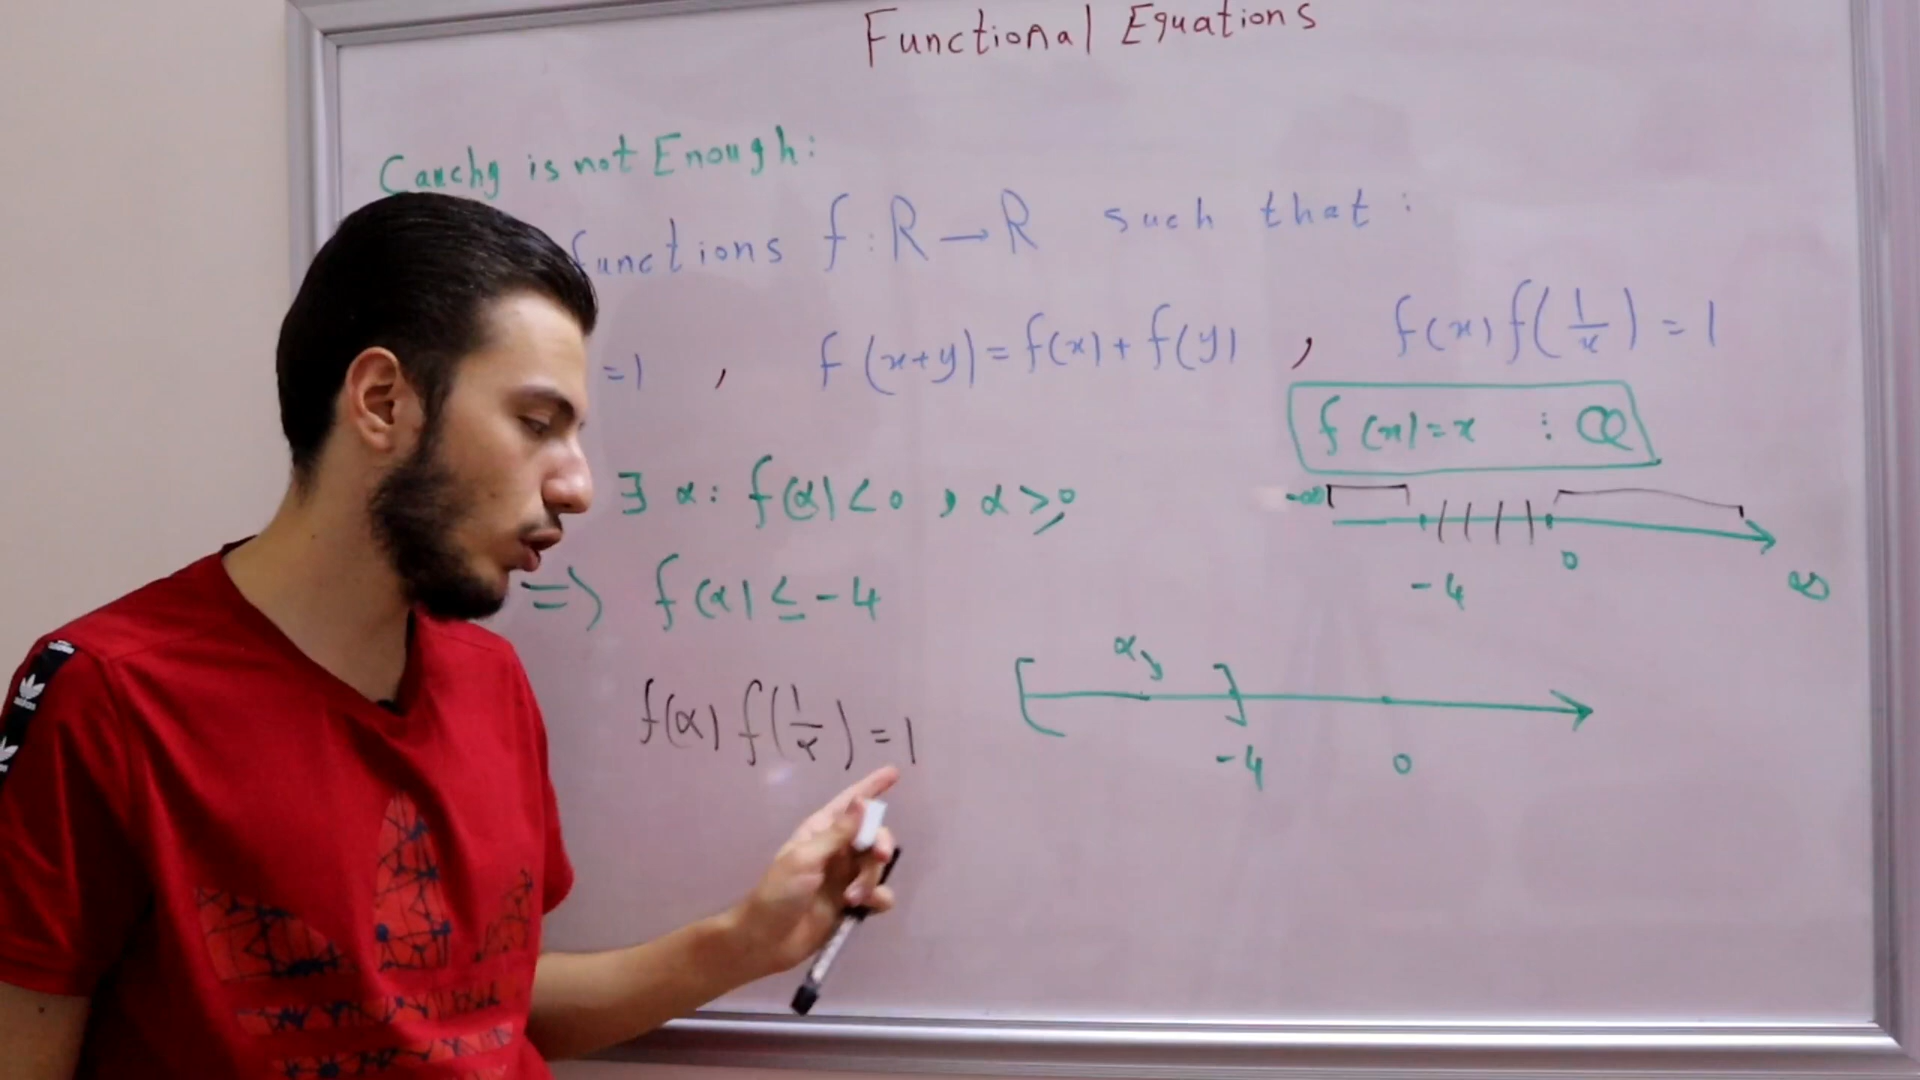 Functional Equations
Cauchy is not Enough:
functions f : R → R such that :
=1 , f(x+y) = f(x) + f(y) , f(x) f(1/x) = 1
f(x) = x : Q
∃ α : f(α) < 0 , α > 0
-∞ -4 0 ∞
=> f(α) ≤ -4
α
f(α) f(1/α) = 1
-4 0